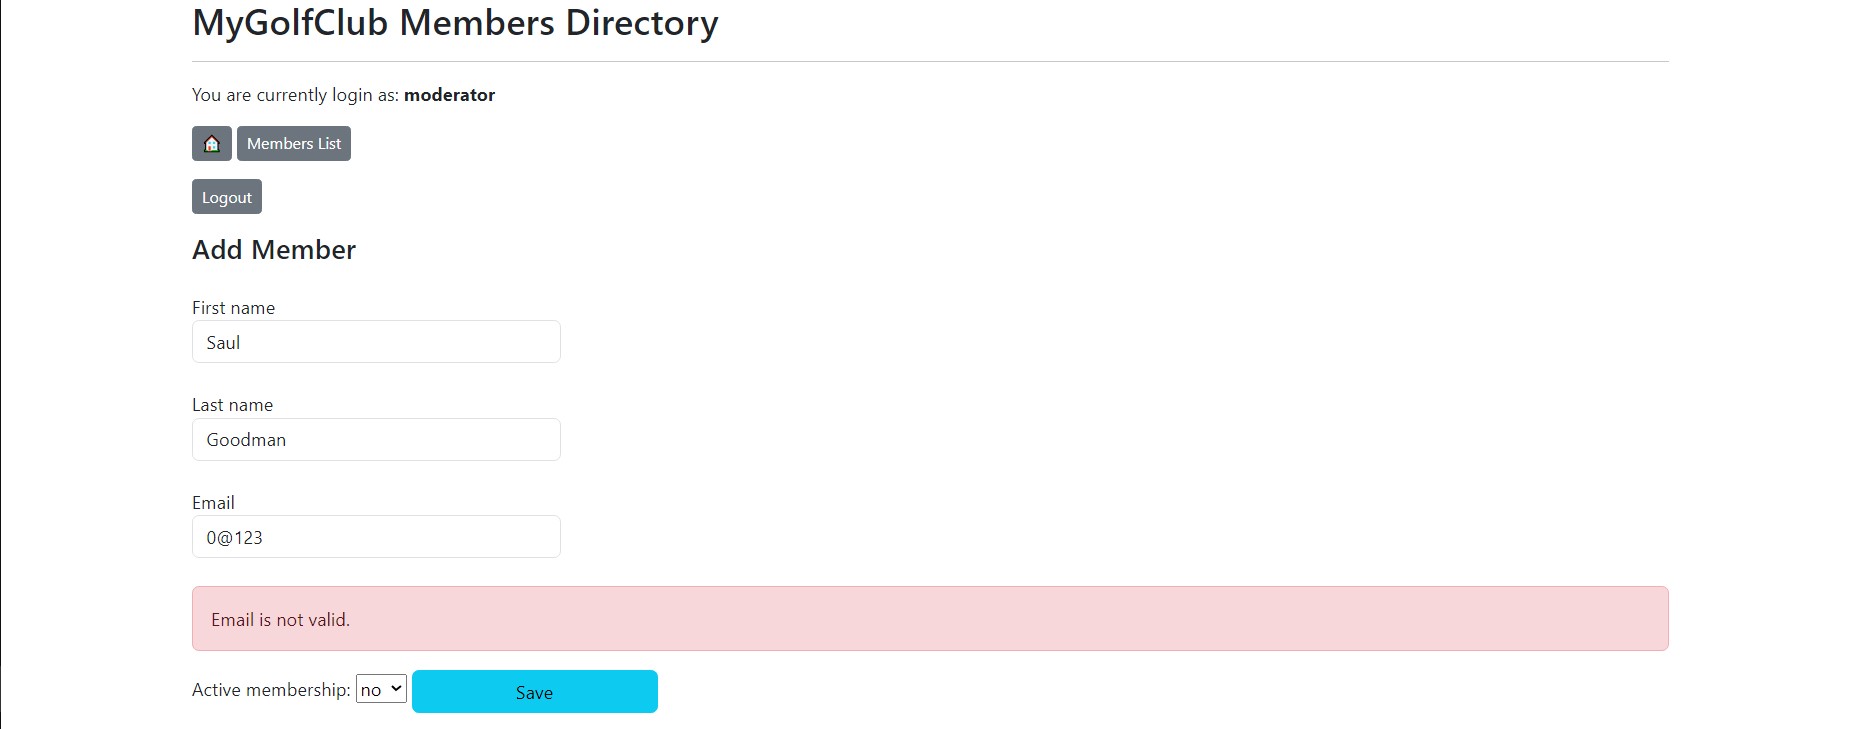 MyGolfClub Members Directory
You are currently login as: moderator
Members List
Logout
Add Member
First name
Saul
Last name
Goodman
Email
0@123
Email is not valid.
Active membership: no Save